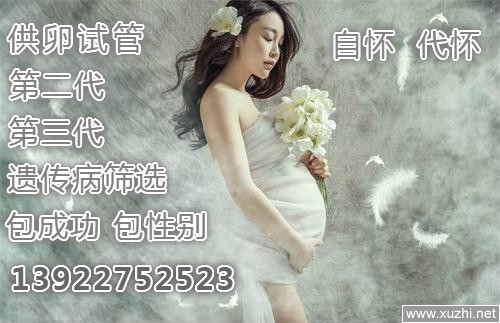 供卵试管
自怀 代怀
第二代
第三代
遗传病筛选
包成功 包性别
13922752523
www.xuzhi.net